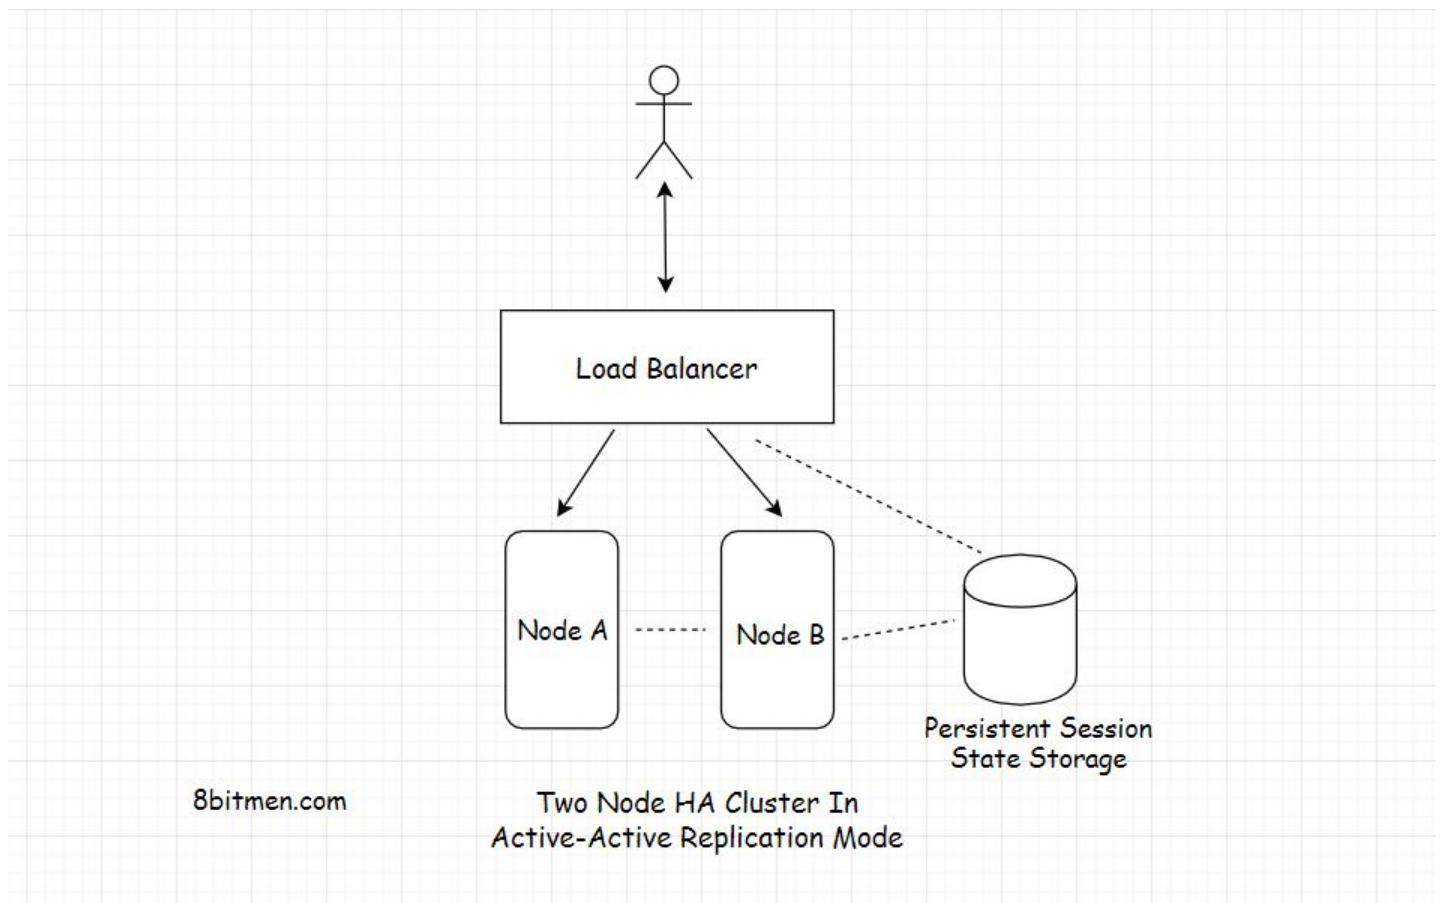 Load Balancer
Node A
Node B
Persistent Session
State Storage
8bitmen.com
Two Node HA Cluster In
Active-Active Replication Mode